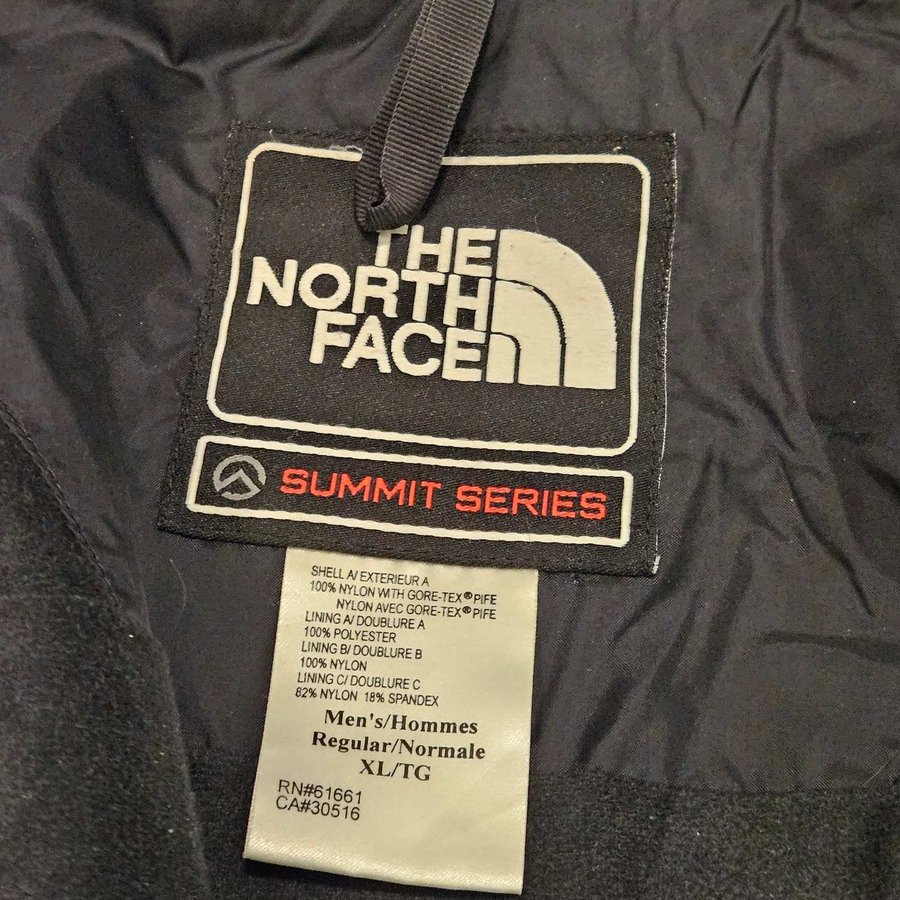 THE
NORTH
FACE
SUMMIT SERIES
SHELL A/ EXTERIEUR A
100% NYLON WITH GORE-TEX® PIFE
NYLON AVEC GORE-TEX® PIFE
LINING A/ DOUBLURE A
100% POLYESTER
LINING B/ DOUBLURE B
100% NYLON
LINING C/ DOUBLURE C
82% NYLON 18% SPANDEX
Men's/Hommes
Regular/Normale
XL/TG
RN#61661
CA#30516